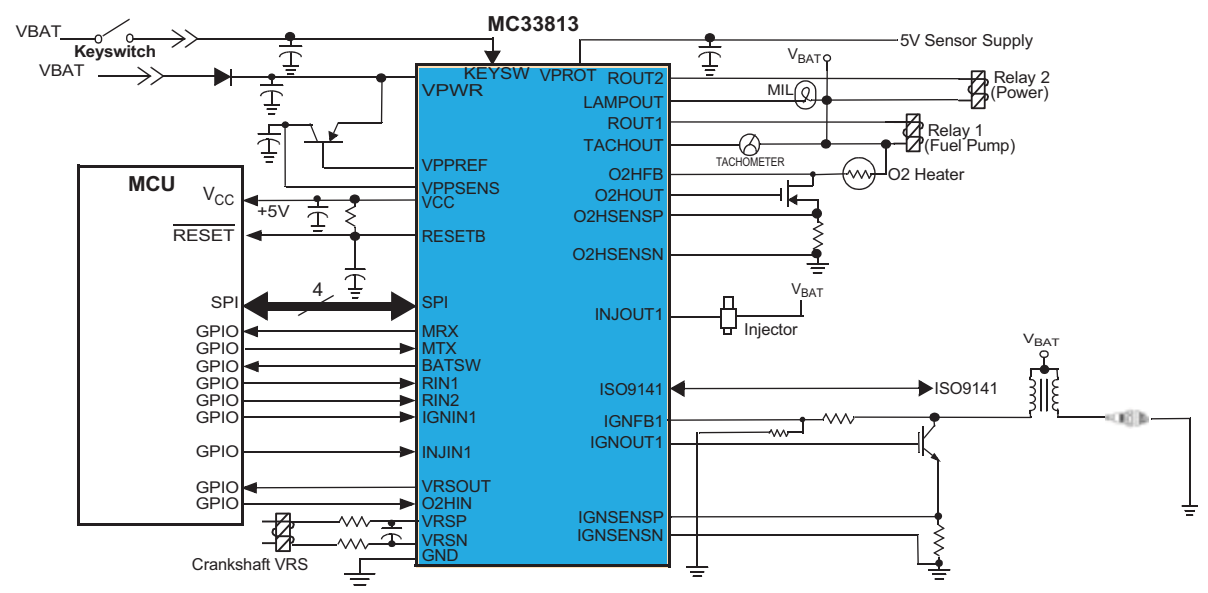 MC33813
VBAT
Keyswitch
VBAT
5V Sensor Supply
VBAT
KEYSW
VPROT
VPWR
ROUT2
Relay 2
(Power)
MIL
LAMPOUT
ROUT1
Relay 1
(Fuel Pump)
TACHOUT
TACHOMETER
VPPREF
O2HFB
O2 Heater
MCU
VPPSENS
O2HOUT
VCC
+5V
VCC
O2HSENSP
RESET
RESETB
O2HSENSN
SPI
4
SPI
VBAT
INJOUT1
Injector
GPIO
MRX
GPIO
MTX
VBAT
GPIO
BATSW
GPIO
RIN1
ISO9141
ISO9141
GPIO
RIN2
GPIO
IGNIN1
IGNFB1
IGNOUT1
GPIO
INJIN1
GPIO
VRSOUT
GPIO
O2HIN
VRSP
IGNSENSP
VRSN
IGNSENSN
GND
Crankshaft VRS